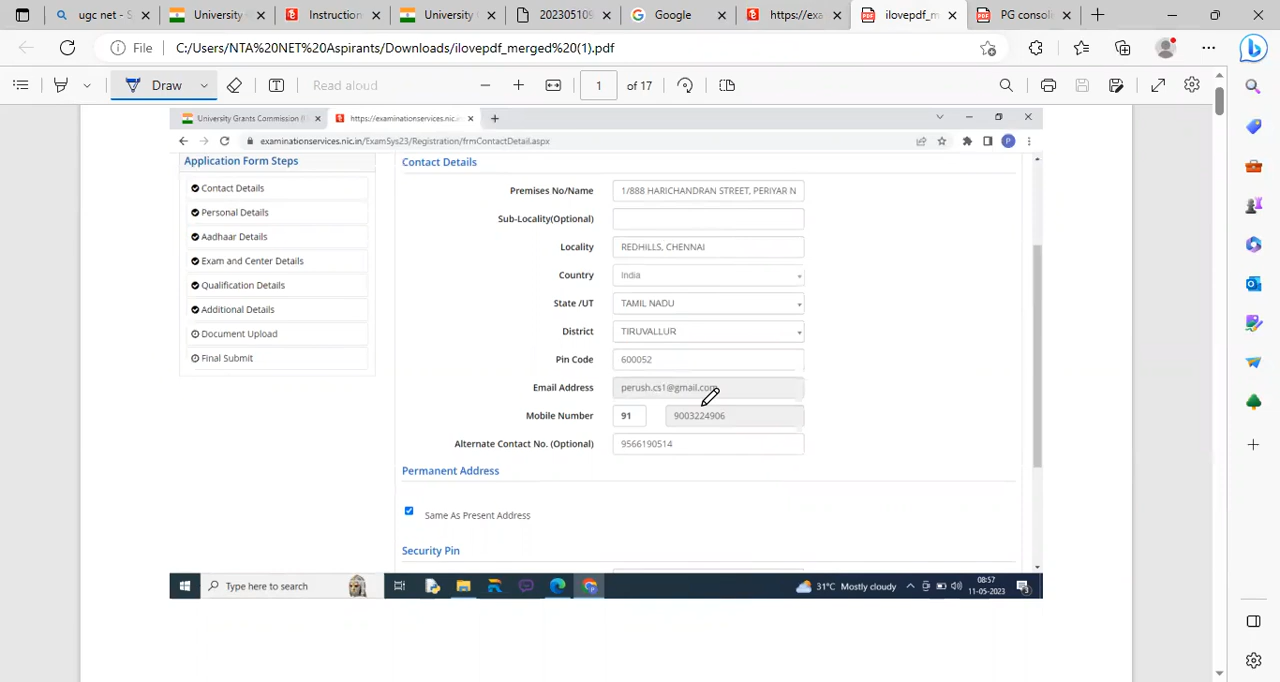 ugc net - S
University G
Instruction
University G
202305109
Google
https://exa
ilovepdf_m
PG consoli
File C:/Users/NTA%20NET%20Aspirants/Downloads/ilovepdf_merged%20(1).pdf
Draw Read aloud 1 of 17
University Grants Commission (
https://examinationservices.nic.in
examinationservices.nic.in/ExamSys23/Registration/frmContactDetail.aspx
Application Form Steps
Contact Details
Personal Details
Aadhaar Details
Exam and Center Details
Qualification Details
Additional Details
Document Upload
Final Submit
Contact Details
Premises No/Name 1/888 HARICHANDRAN STREET, PERIYAR N
Sub-Locality(Optional)
Locality REDHILLS, CHENNAI
Country India
State /UT TAMIL NADU
District TIRUVALLUR
Pin Code 600052
Email Address perush.cs1@gmail.com
Mobile Number 91 9003224906
Alternate Contact No. (Optional) 9566190514
Permanent Address
Same As Present Address
Security Pin
Type here to search
31°C Mostly cloudy
08:57
11-05-2023